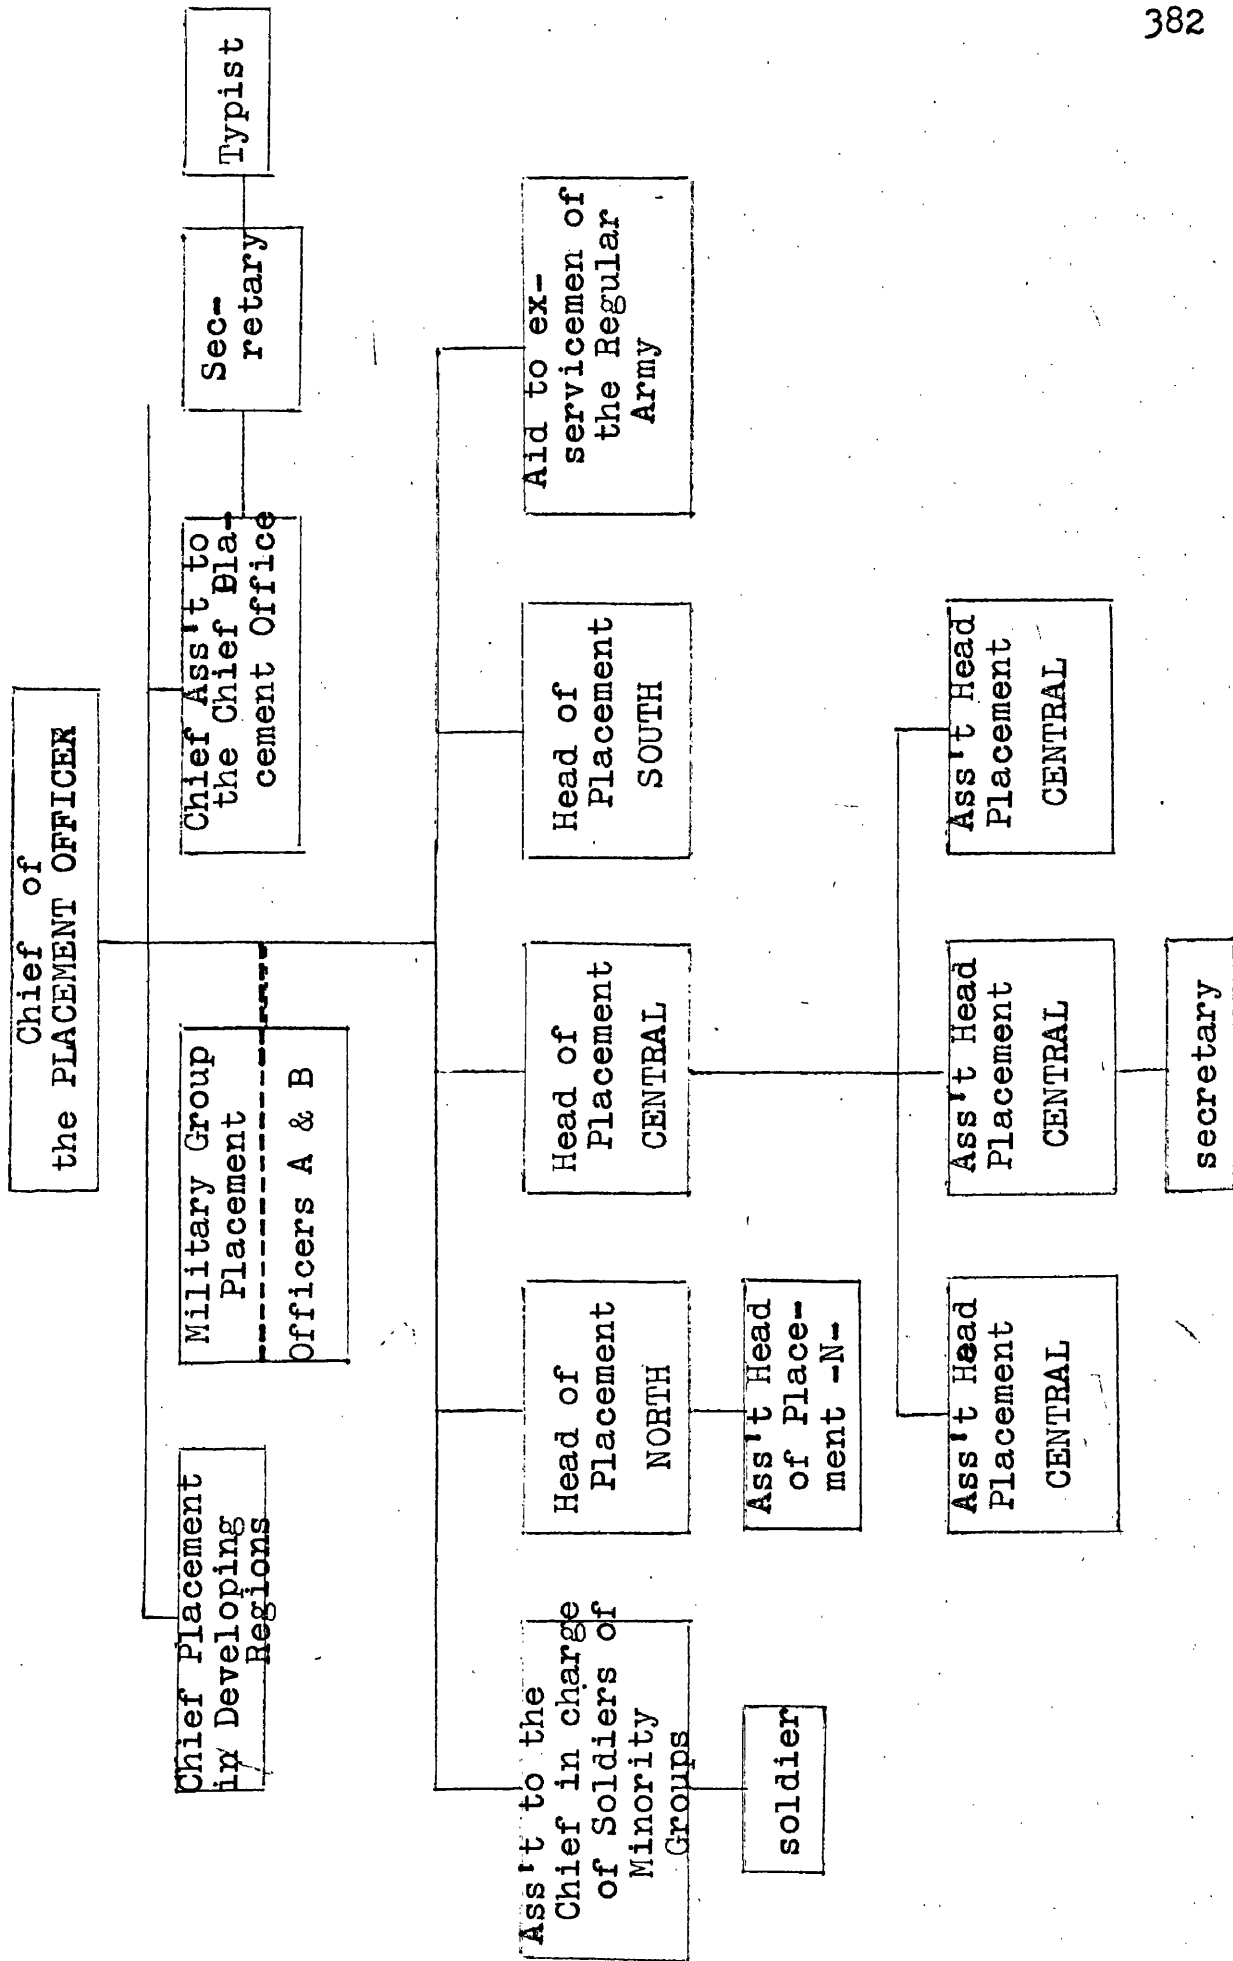 382
Chief of
the PLACEMENT OFFICER
Chief Placement
in Developing
Regions
Military Group
Placement
Officers A & B
Chief Ass't to
the Chief Pla-
cement Office
Sec-
retary
Typist
Ass't to the
Chief in charge
of Soldiers of
Minority
Groups
Head of
Placement
NORTH
Head of
Placement
CENTRAL
Head of
Placement
SOUTH
Aid to ex-
servicemen of
the Regular
Army
soldier
Ass't Head
of Place-
ment -N-
Ass't Head
Placement
CENTRAL
Ass't Head
Placement
CENTRAL
Ass't Head
Placement
CENTRAL
secretary